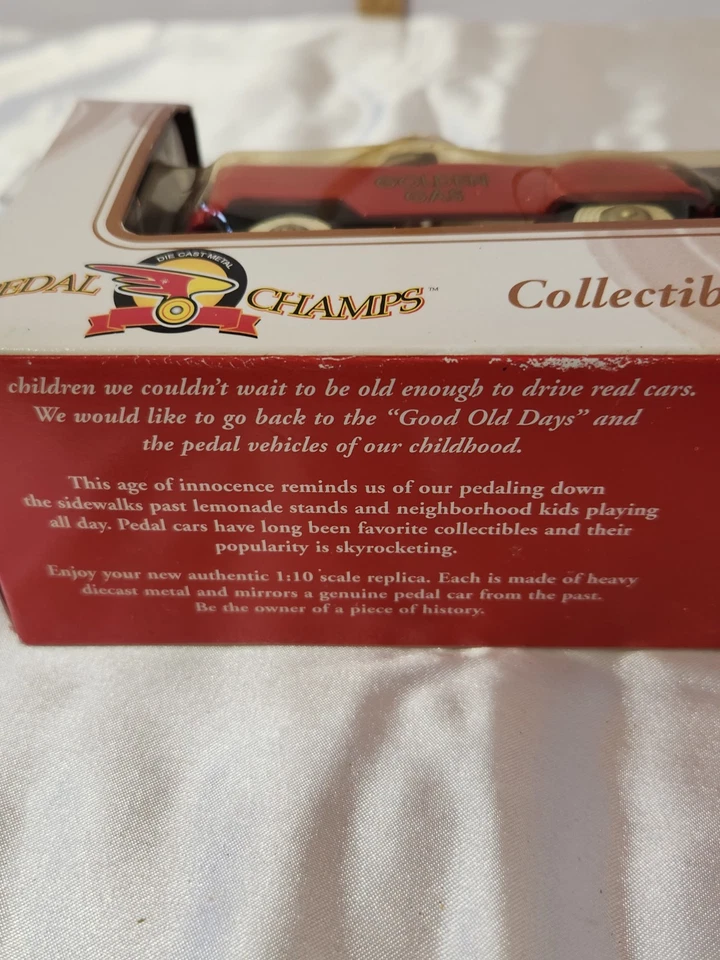 GOLDEN
GAS
DIE CAST METAL
EDAL CHAMPS™
Collectib
children we couldn't wait to be old enough to drive real cars.
We would like to go back to the “Good Old Days” and
the pedal vehicles of our childhood.
This age of innocence reminds us of our pedaling down
the sidewalks past lemonade stands and neighborhood kids playing
all day. Pedal cars have long been favorite collectibles and their
popularity is skyrocketing.
Enjoy your new authentic 1:10 scale replica. Each is made of heavy
diecast metal and mirrors a genuine pedal car from the past.
Be the owner of a piece of history.